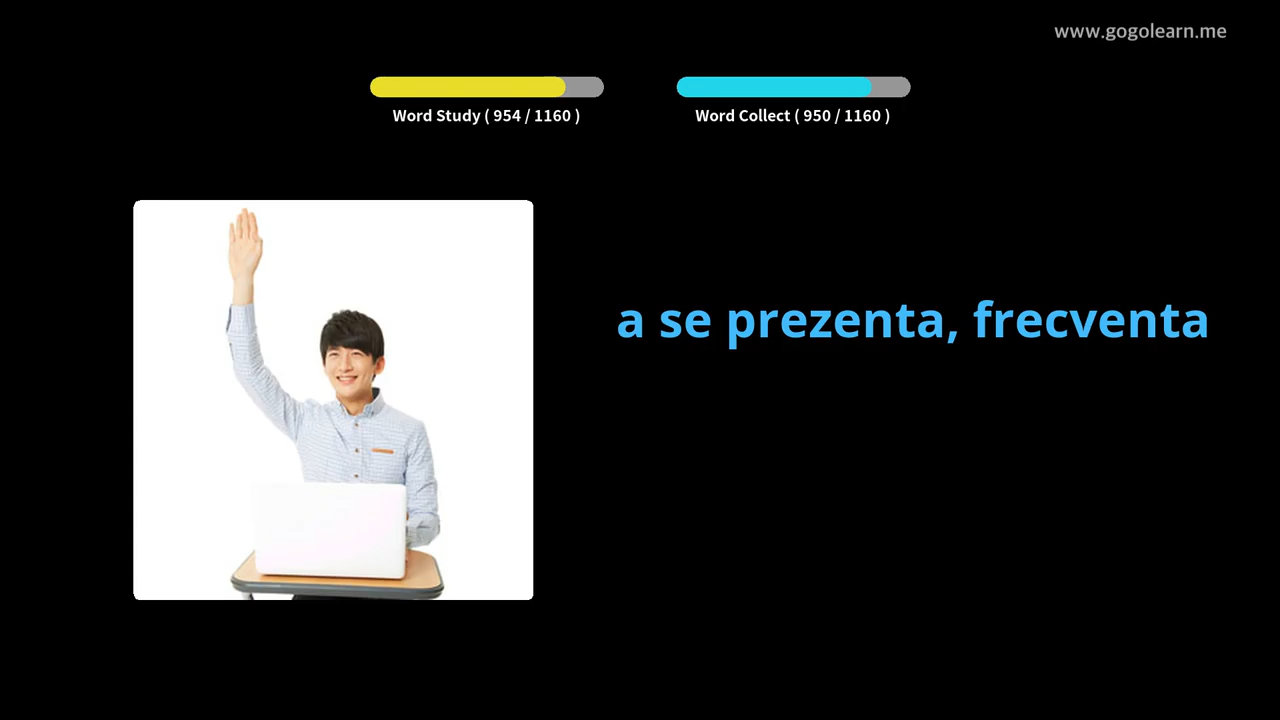 www.gogolearn.me
Word Study ( 954 / 1160 )
Word Collect ( 950 / 1160 )
a se prezenta, frecventa